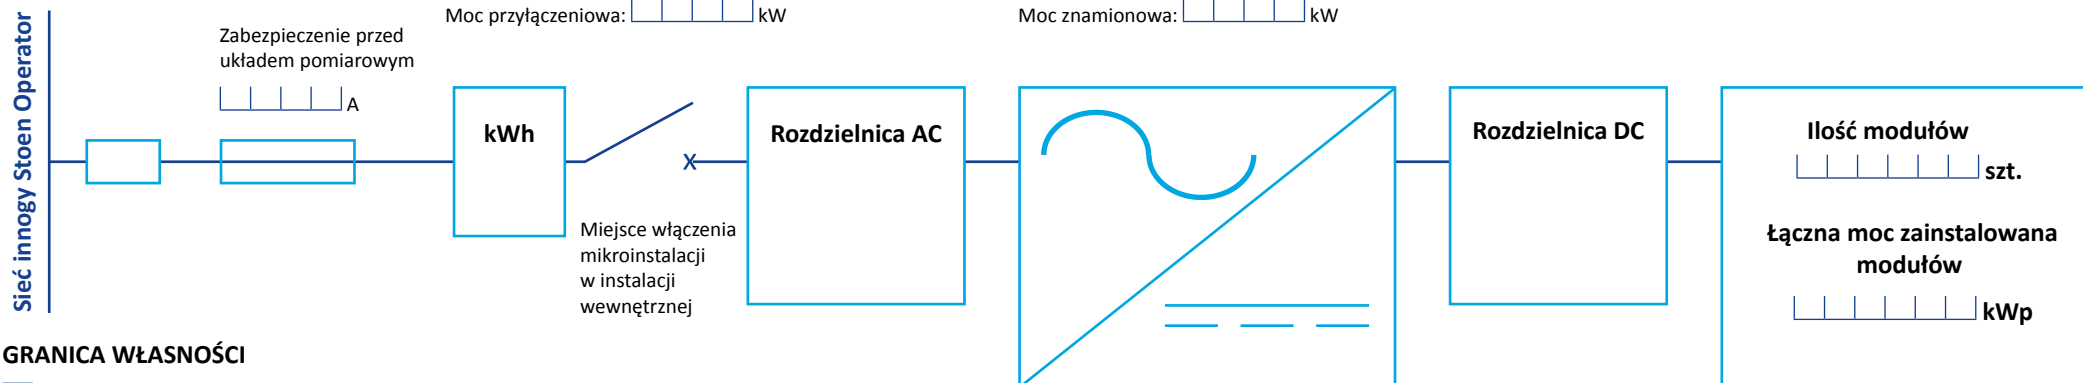 Moc przyłączeniowa: kW
Moc znamionowa: kW
Sieć innogy Stoen Operator
Zabezpieczenie przed
układem pomiarowym
A
kWh
X
Miejsce włączenia
mikroinstalacji
w instalacji
wewnętrznej
Rozdzielnica AC
Rozdzielnica DC
Ilość modułów
szt.
Łączna moc zainstalowana
modułów
kWp
GRANICA WŁASNOŚCI